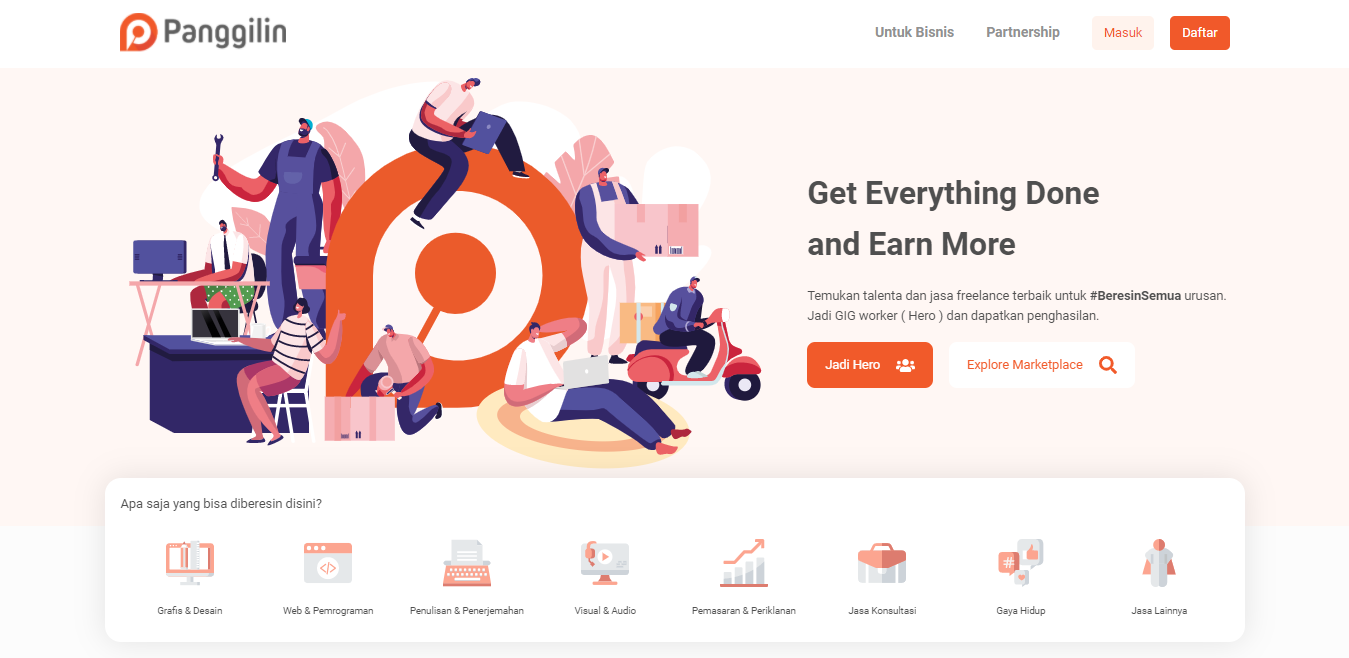 Panggilin
Untuk Bisnis
Partnership
Masuk
Daftar
Get Everything Done
and Earn More
Temukan talenta dan jasa freelance terbaik untuk #BeresinSemua urusan.
Jadi GIG worker ( Hero ) dan dapatkan penghasilan.
Jadi Hero
Explore Marketplace
Apa saja yang bisa diberesin disini?
Grafis & Desain
Web & Pemrograman
Penulisan & Penerjemahan
Visual & Audio
Pemasaran & Periklanan
Jasa Konsultasi
Gaya Hidup
Jasa Lainnya